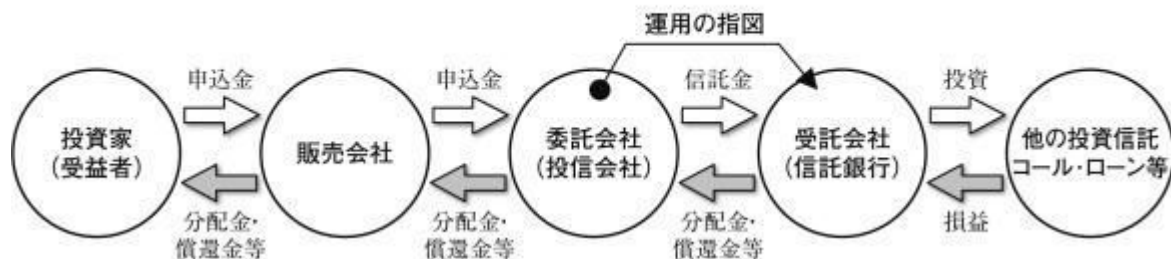 運用の指図
申込金
申込金
信託金
投資
投資家
(受益者)
販売会社
委託会社
(投信会社)
受託会社
(信託銀行)
他の投資信託
コール・ローン等
分配金・
償還金等
分配金・
償還金等
分配金・
償還金等
損益